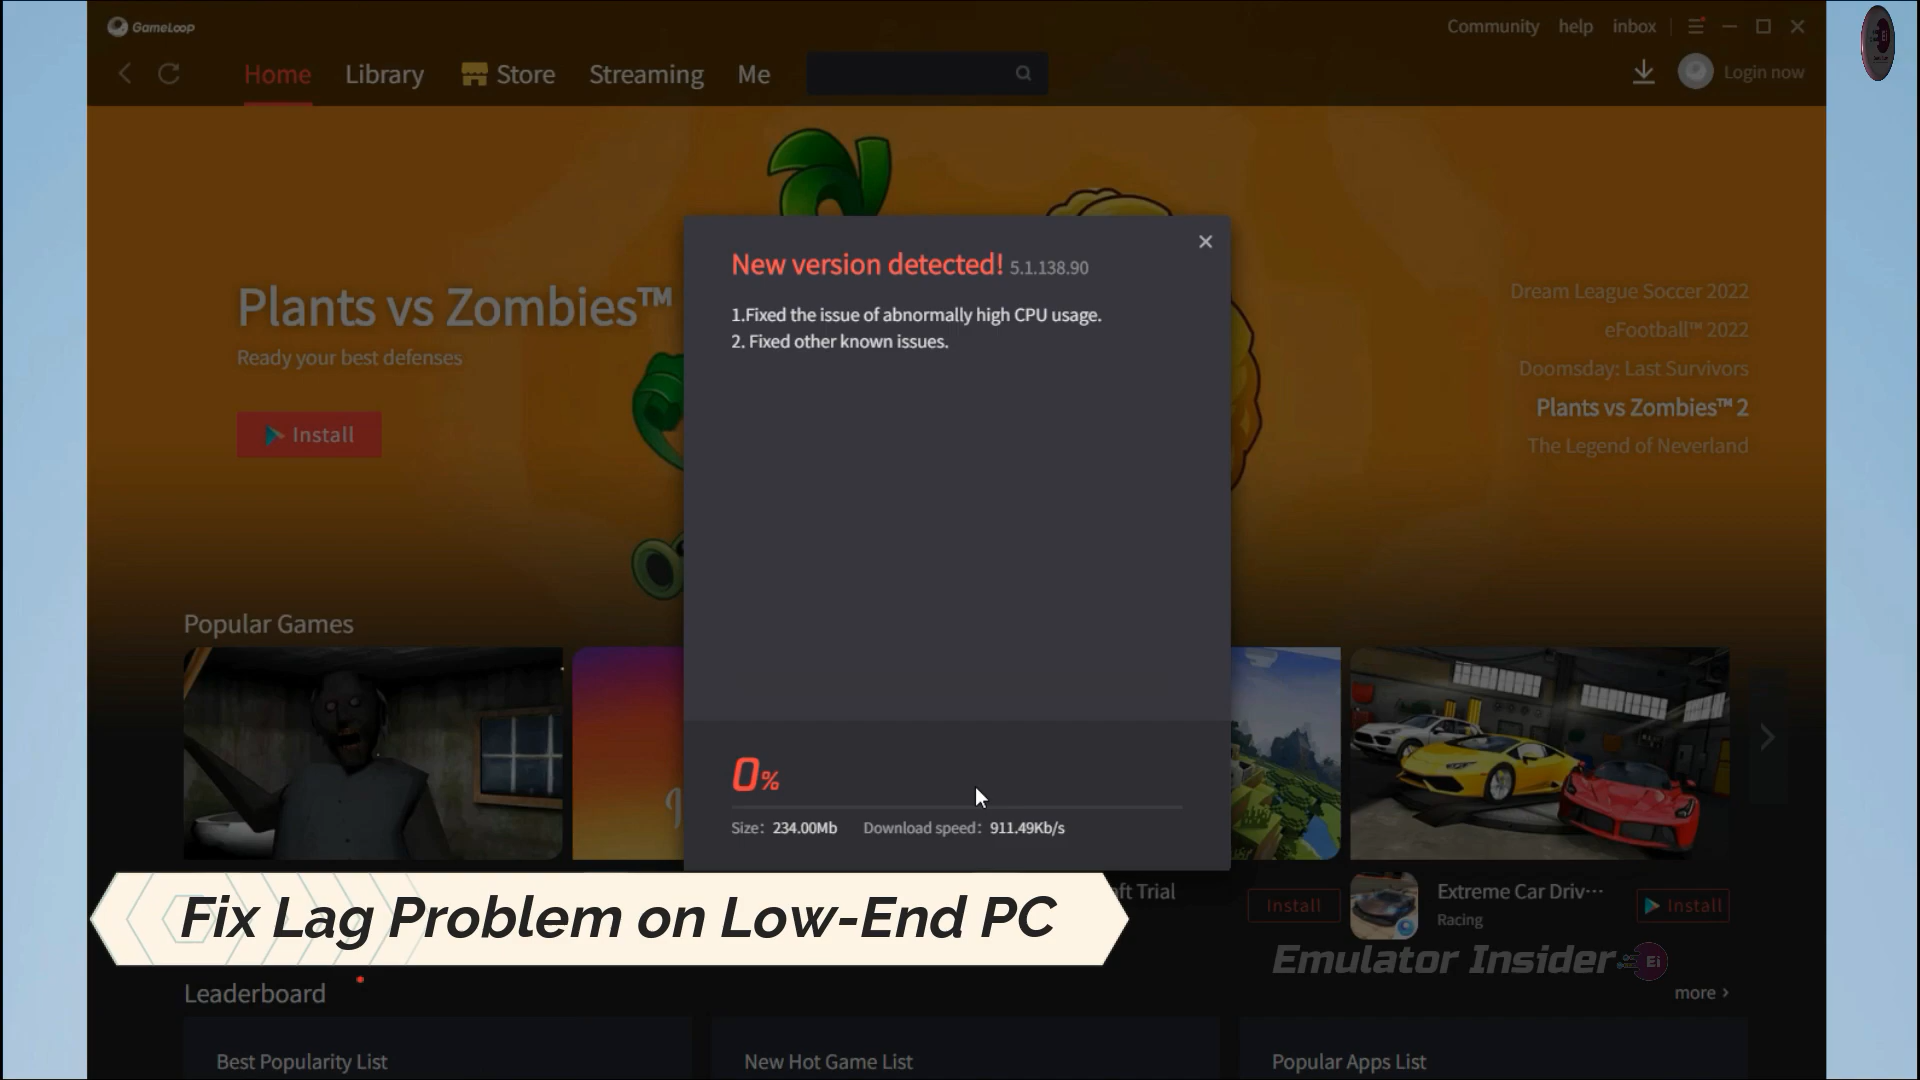 GameLoop
Community help inbox
Home Library Store Streaming Me
Login now
New version detected! 5.1.138.90
1.Fixed the issue of abnormally high CPU usage.
2. Fixed other known issues.
Plants vs Zombies™
Ready your best defenses
Install
Dream League Soccer 2022
eFootball™ 2022
Doomsday: Last Survivors
Plants vs Zombies™ 2
The Legend of Neverland
Popular Games
0%
Size: 234.00Mb Download speed: 911.49Kb/s
Fix Lag Problem on Low-End PC
Trial
Install
Extreme Car Driv···
Racing
Install
Emulator Insider Ei
Leaderboard
more
Best Popularity List
New Hot Game List
Popular Apps List